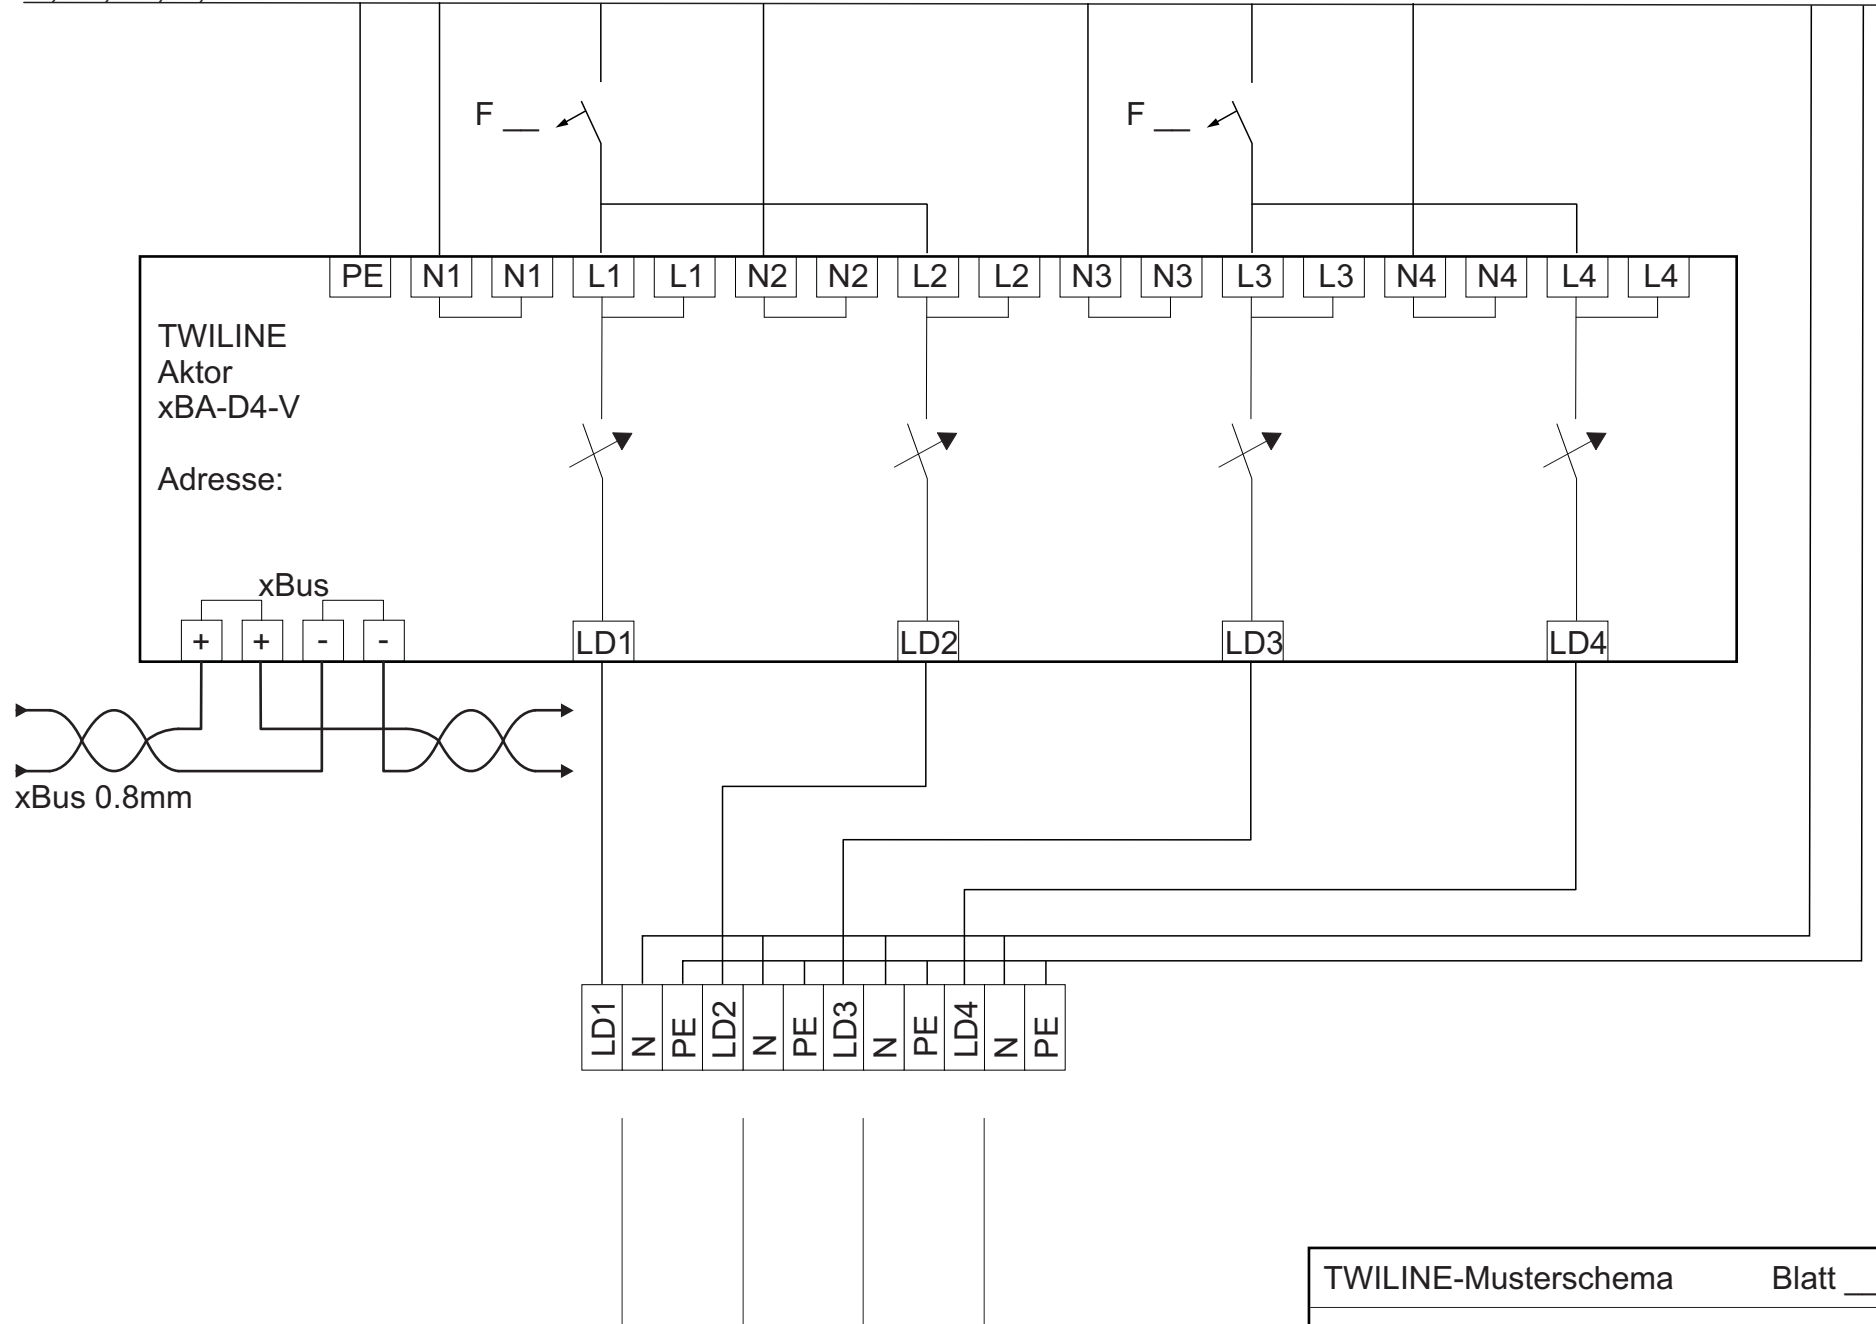 F __ F __
PE N1 N1 L1 L1 N2 N2 L2 L2 N3 N3 L3 L3 N4 N4 L4 L4
TWILINE
Aktor
xBA-D4-V
Adresse:
xBus
+ + - - LD1 LD2 LD3 LD4
xBus 0.8mm
LD1 N PE LD2 N PE LD3 N PE LD4 N PE
TWILINE-Musterschema Blatt __